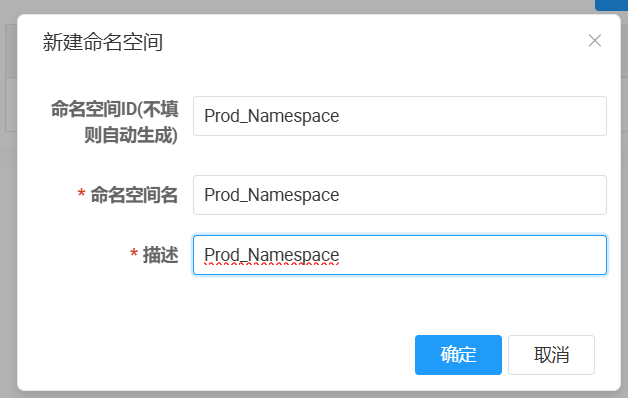 新建命名空间
命名空间ID(不填
则自动生成)
Prod_Namespace
* 命名空间名
Prod_Namespace
* 描述
Prod_Namespace
确定
取消